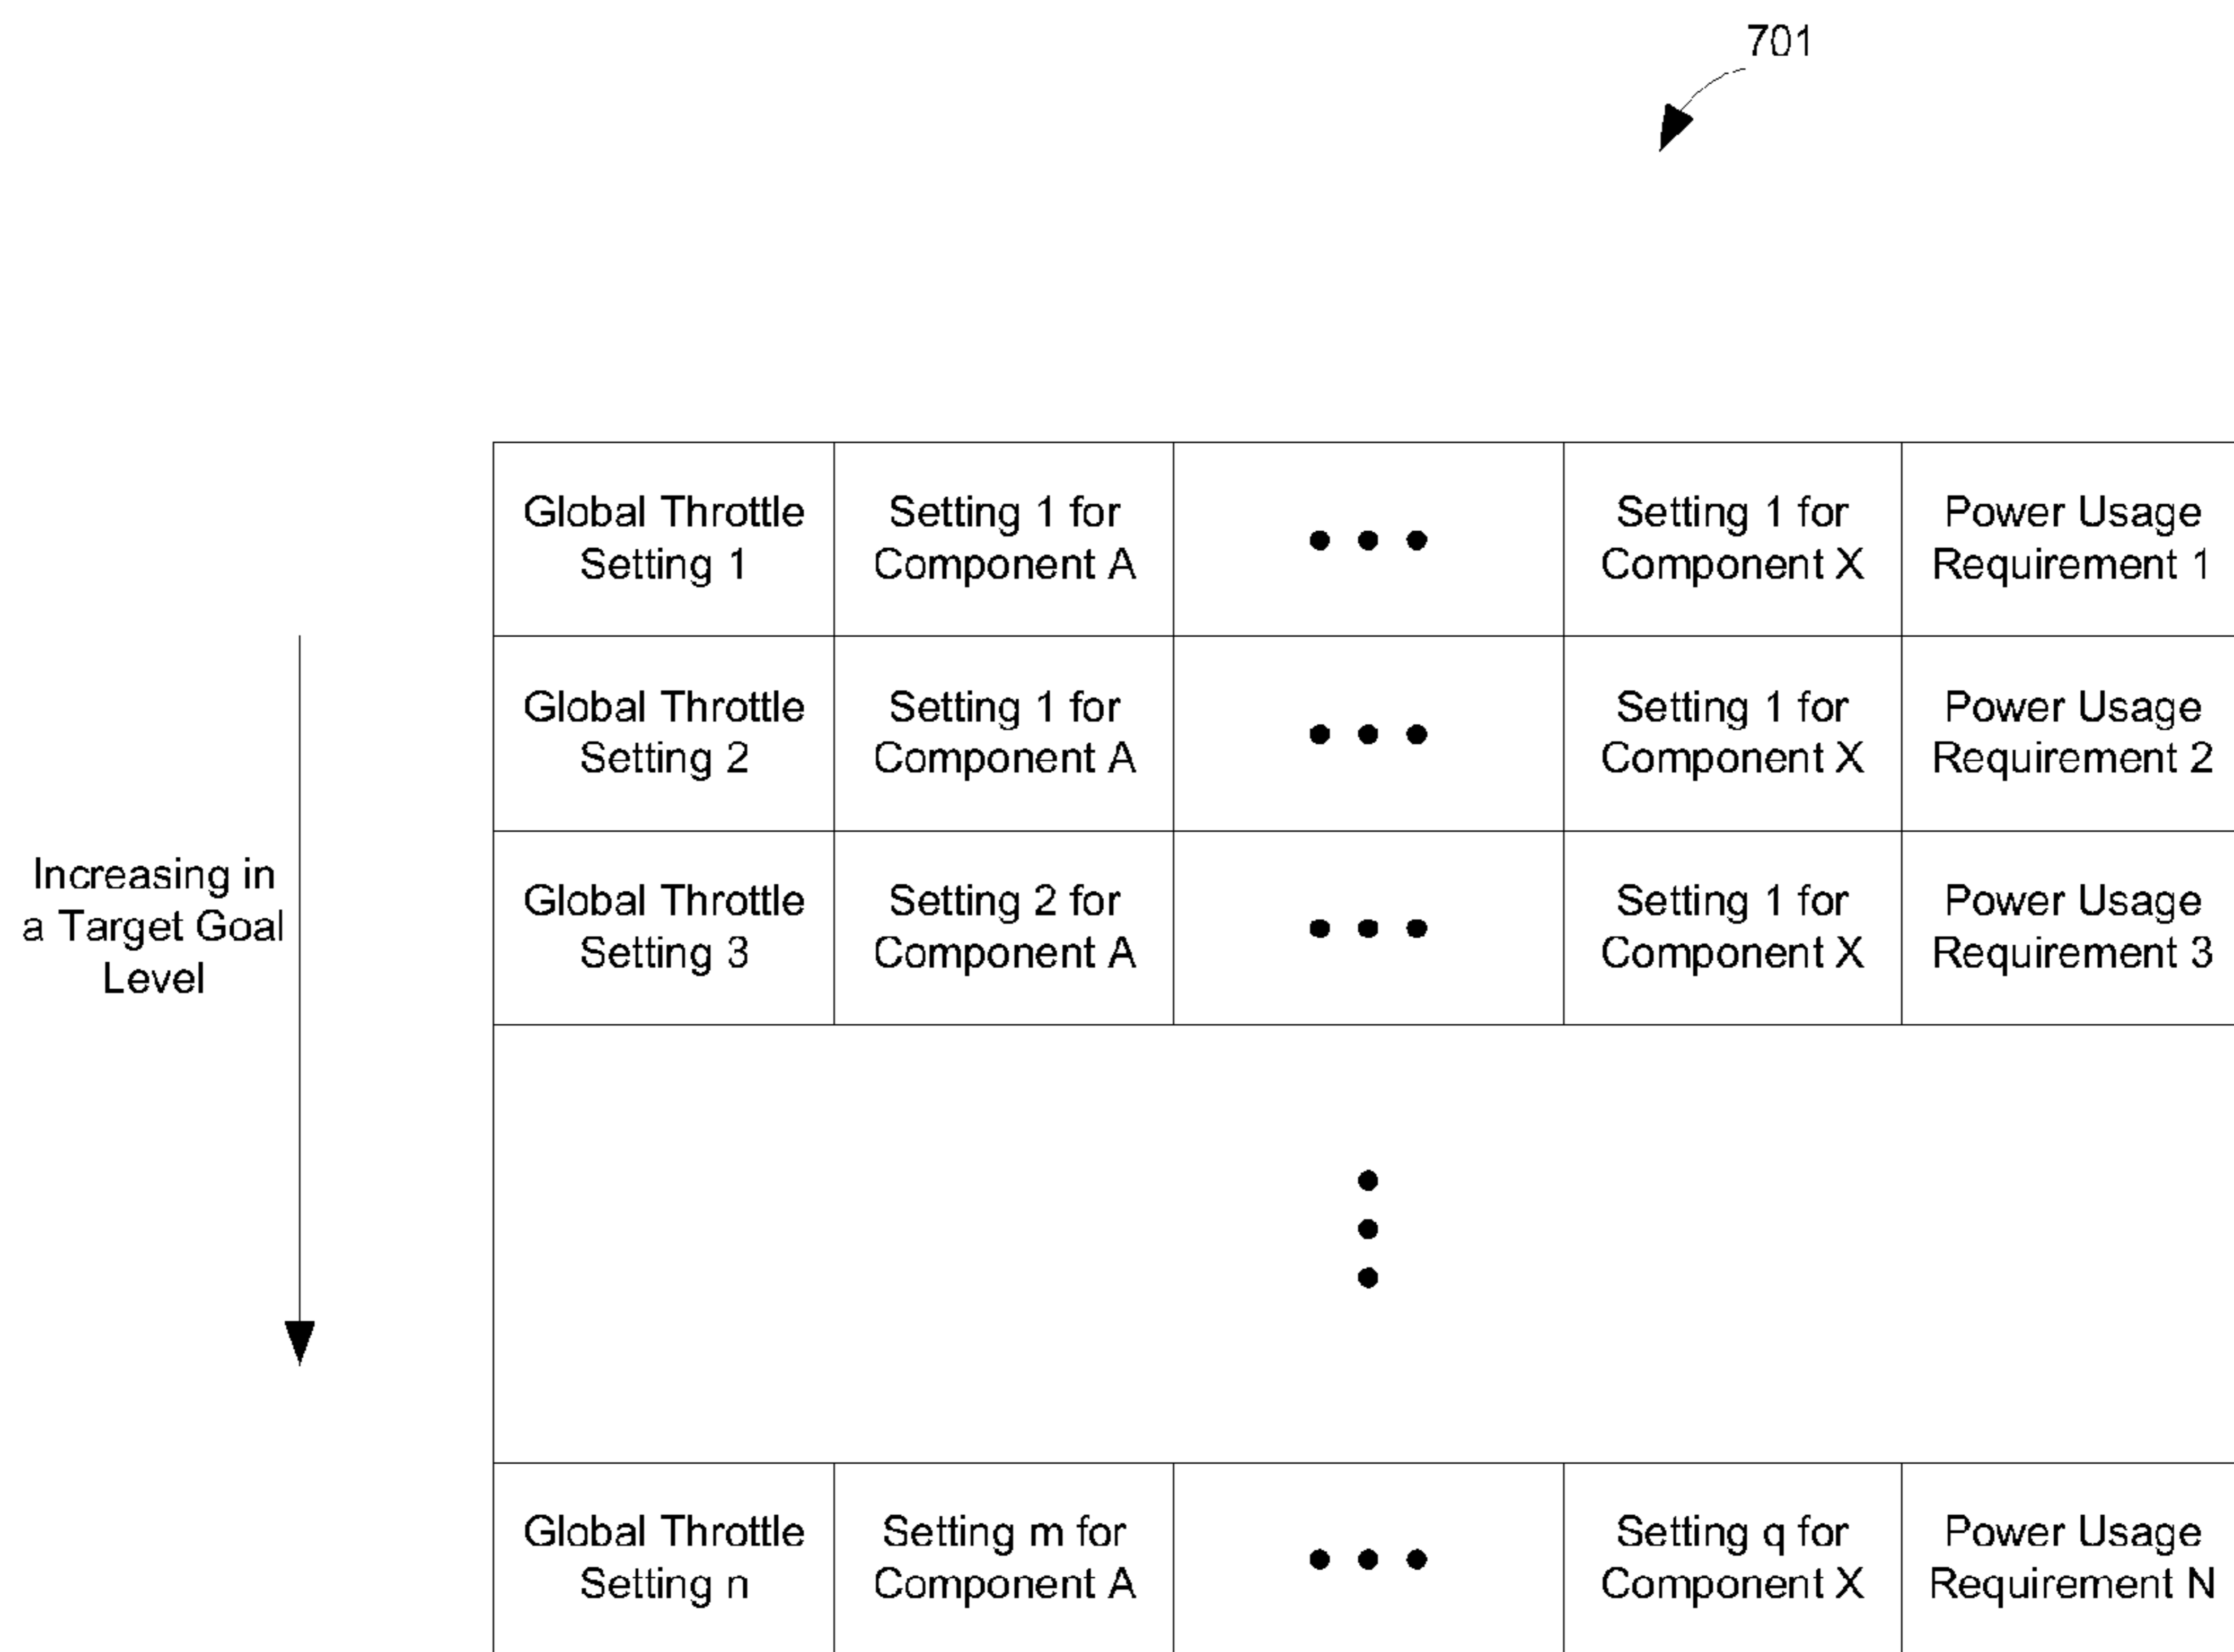 701
Global Throttle
Setting 1
Setting 1 for
Component A
• • •
Setting 1 for
Component X
Power Usage
Requirement 1
Global Throttle
Setting 2
Setting 1 for
Component A
• • •
Setting 1 for
Component X
Power Usage
Requirement 2
Increasing in
a Target Goal
Level
Global Throttle
Setting 3
Setting 2 for
Component A
• • •
Setting 1 for
Component X
Power Usage
Requirement 3
Global Throttle
Setting n
Setting m for
Component A
• • •
Setting q for
Component X
Power Usage
Requirement N